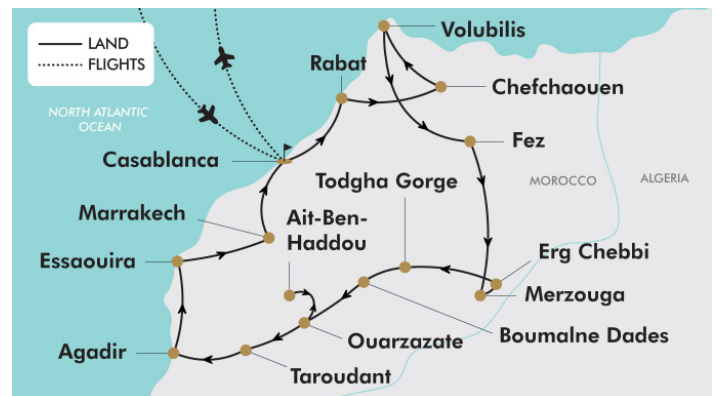 LAND
FLIGHTS
Volubilis
Rabat
Chefchaouen
NORTH ATLANTIC
OCEAN
Fez
Casablanca
Todgha Gorge
MOROCCO
ALGERIA
Marrakech
Ait-Ben-
Haddou
Essaouira
Erg Chebbi
Merzouga
Ouarzazate
Boumalne Dades
Agadir
Taroudant